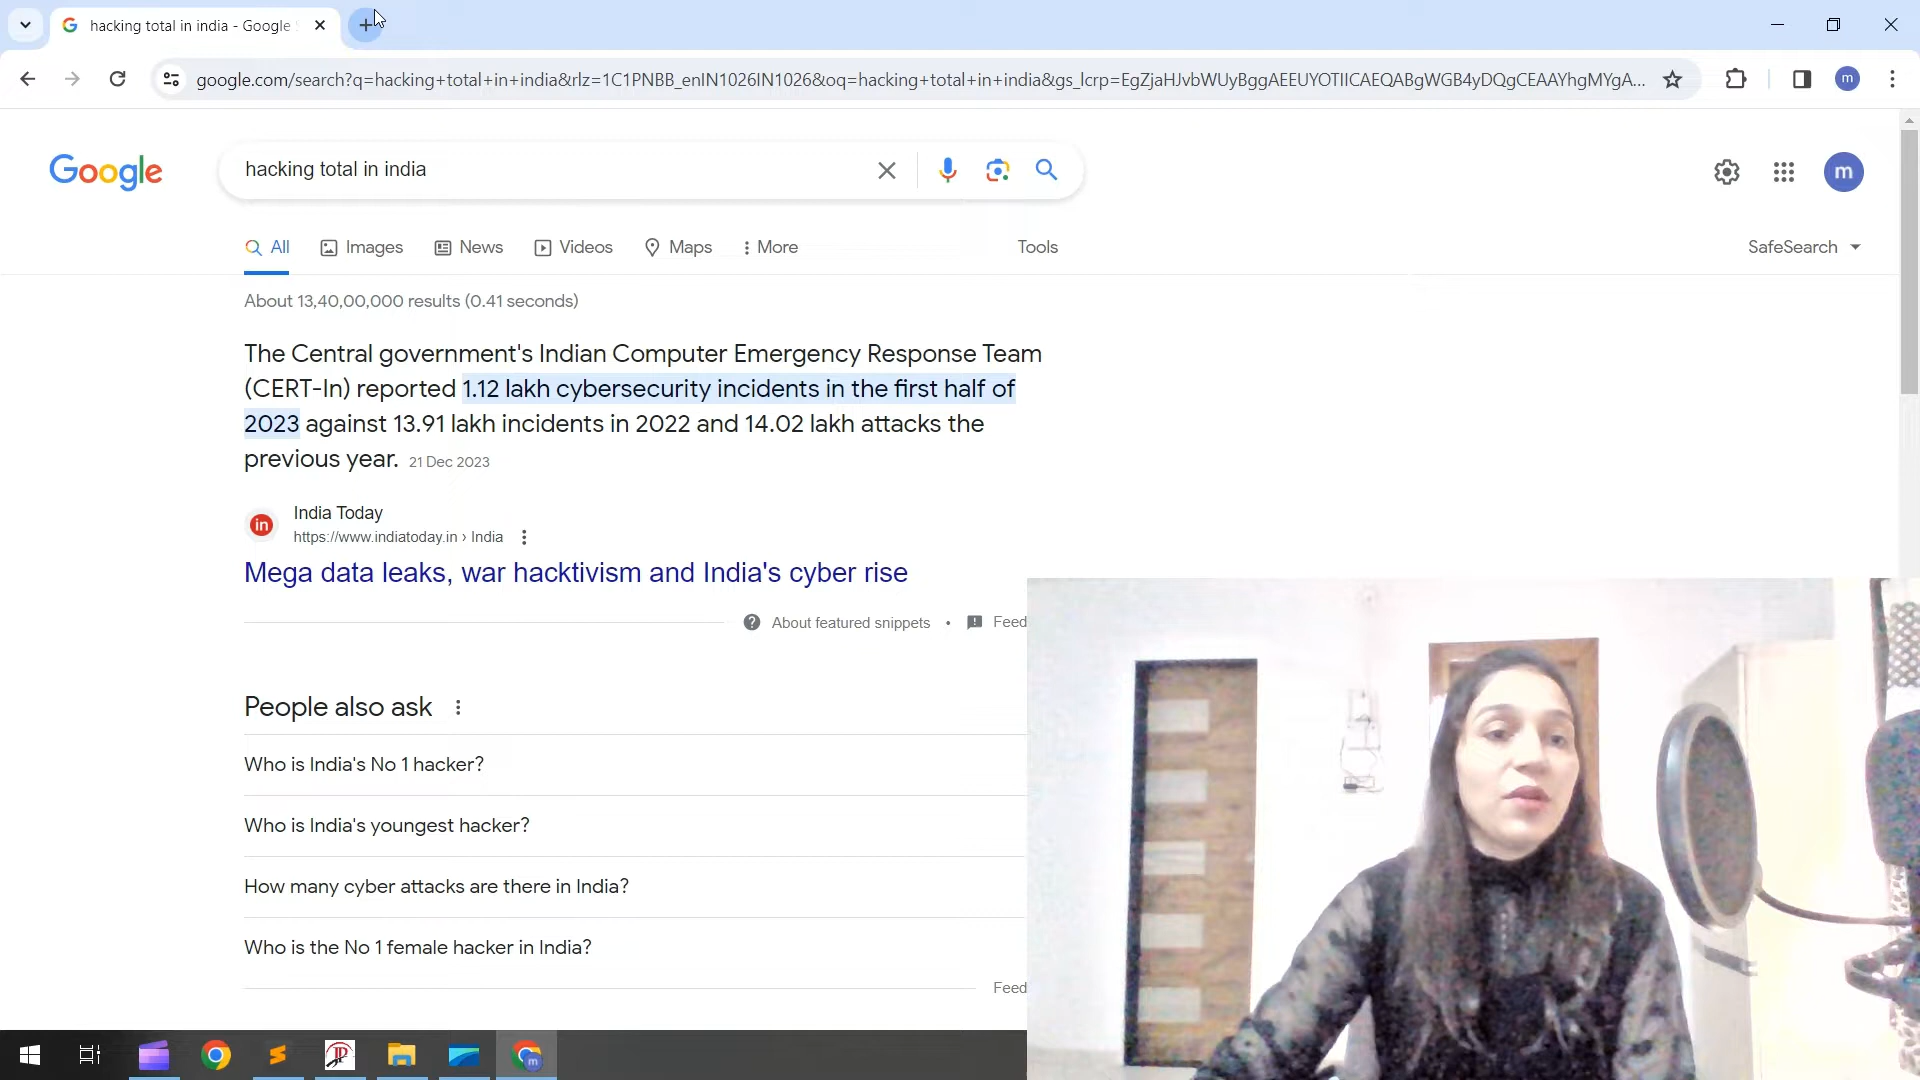 hacking total in india - Google
google.com/search?q=hacking+total+in+india&rlz=1C1PNBB_enIN1026IN1026&oq=hacking+total+in+india&gs_lcrp=EgZjaHJvbWUyBggAEEUYOTIICAEQABgWGB4yDQgCEAAYhgMYgA...
m
Google
hacking total in india
m
All
Images
News
Videos
Maps
More
Tools
SafeSearch
About 13,40,00,000 results (0.41 seconds)
The Central government's Indian Computer Emergency Response Team
(CERT-In) reported 1.12 lakh cybersecurity incidents in the first half of
2023 against 13.91 lakh incidents in 2022 and 14.02 lakh attacks the
previous year. 21 Dec 2023
in
India Today
https://www.indiatoday.in › India
Mega data leaks, war hacktivism and India's cyber rise
About featured snippets • Feed
People also ask
Who is India's No 1 hacker?
Who is India's youngest hacker?
How many cyber attacks are there in India?
Who is the No 1 female hacker in India?
Feed
m